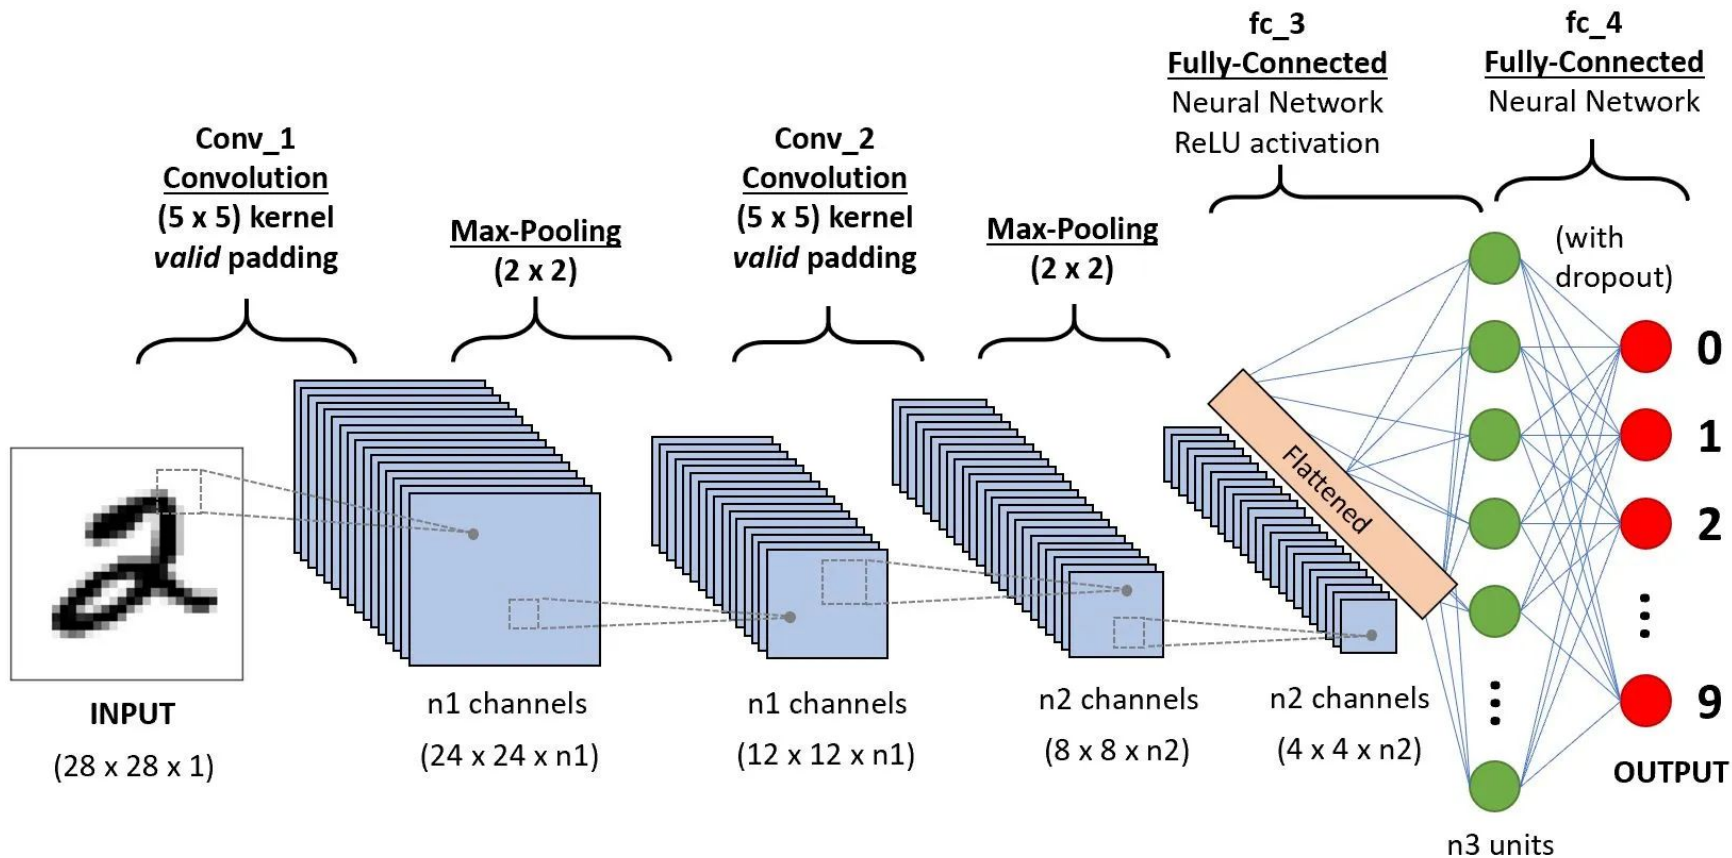 Conv_1
Convolution
(5 x 5) kernel
valid padding
Max-Pooling
(2 x 2)
Conv_2
Convolution
(5 x 5) kernel
valid padding
Max-Pooling
(2 x 2)
fc_3
Fully-Connected
Neural Network
ReLU activation
fc_4
Fully-Connected
Neural Network
(with
dropout)
2
INPUT
(28 x 28 x 1)
n1 channels
(24 x 24 x n1)
n1 channels
(12 x 12 x n1)
n2 channels
(8 x 8 x n2)
n2 channels
(4 x 4 x n2)
Flattened
n3 units
0
1
2
9
OUTPUT